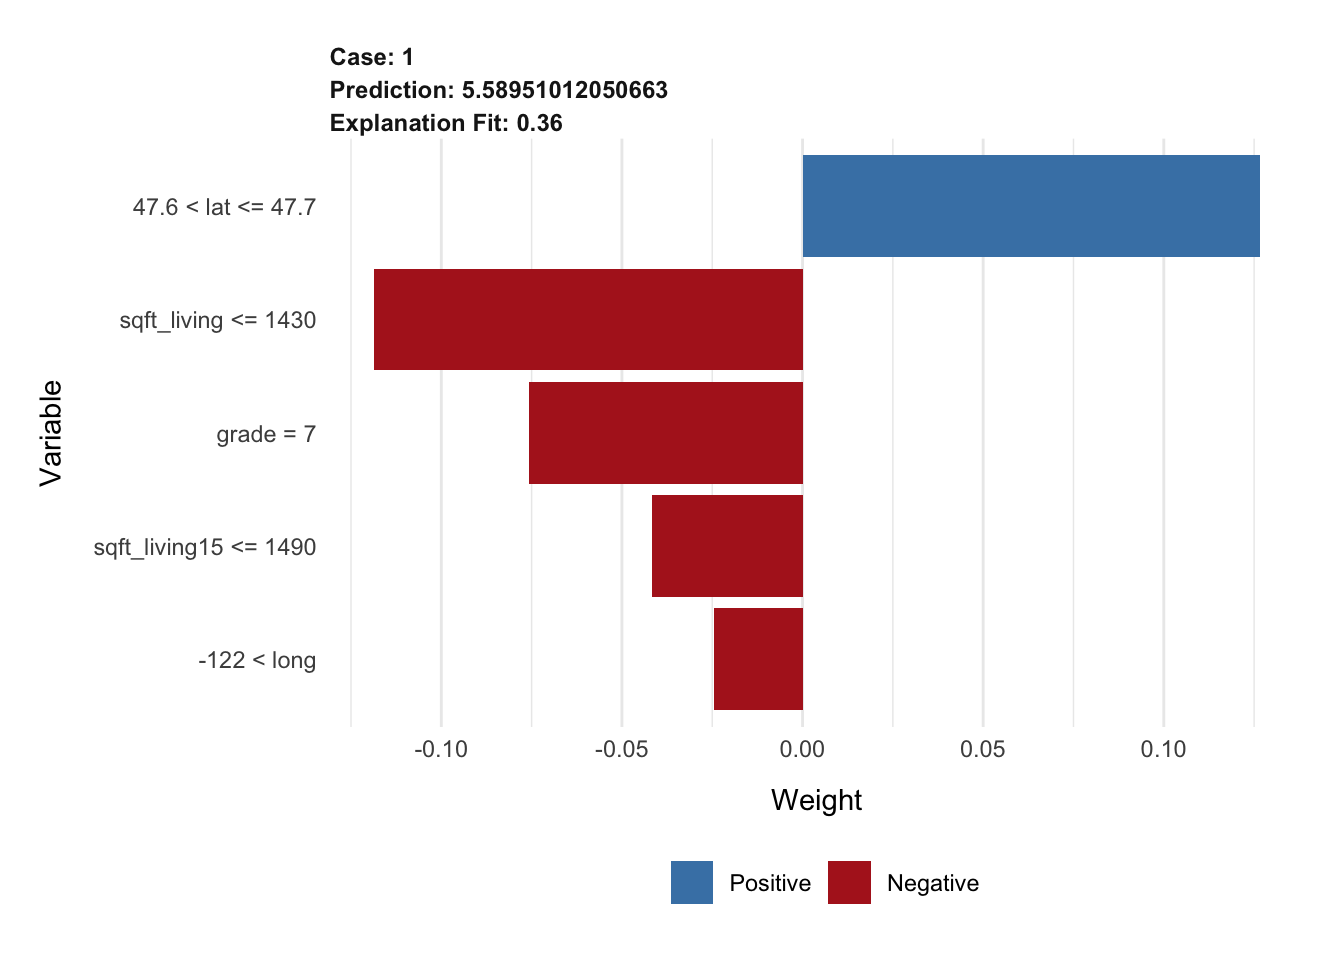 Case: 1
Prediction: 5.58951012050663
Explanation Fit: 0.36
Variable
47.6 < lat <= 47.7
sqft_living <= 1430
grade = 7
sqft_living15 <= 1490
-122 < long
-0.10 -0.05 0.00 0.05 0.10
Weight
Positive Negative